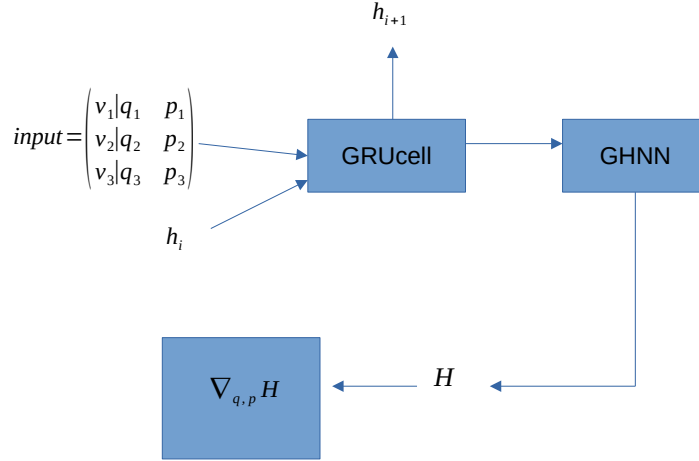 h_{i+1}
v_1|q_1 p_1
input = v_2|q_2 p_2
v_3|q_3 p_3
GRUcell
GHNN
h_i
∇_{q,p} H
H